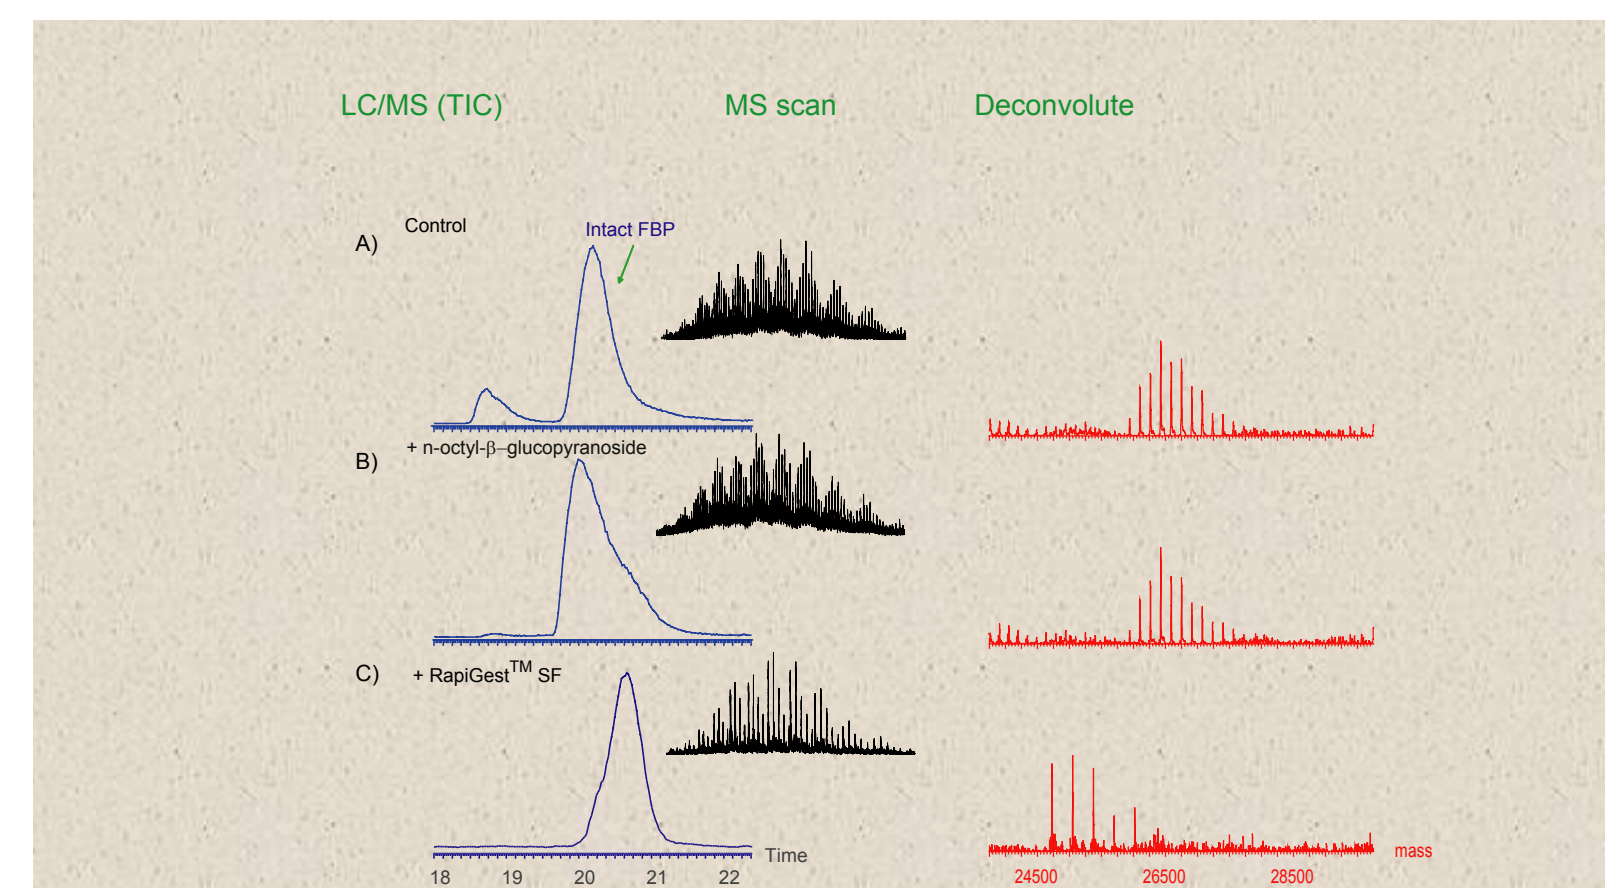 LC/MS (TIC) MS scan Deconvolute
A) Control Intact FBP
B) + n-octyl-β–glucopyranoside
C) + RapiGest™ SF
Time mass
18 19 20 21 22 24500 26500 28500